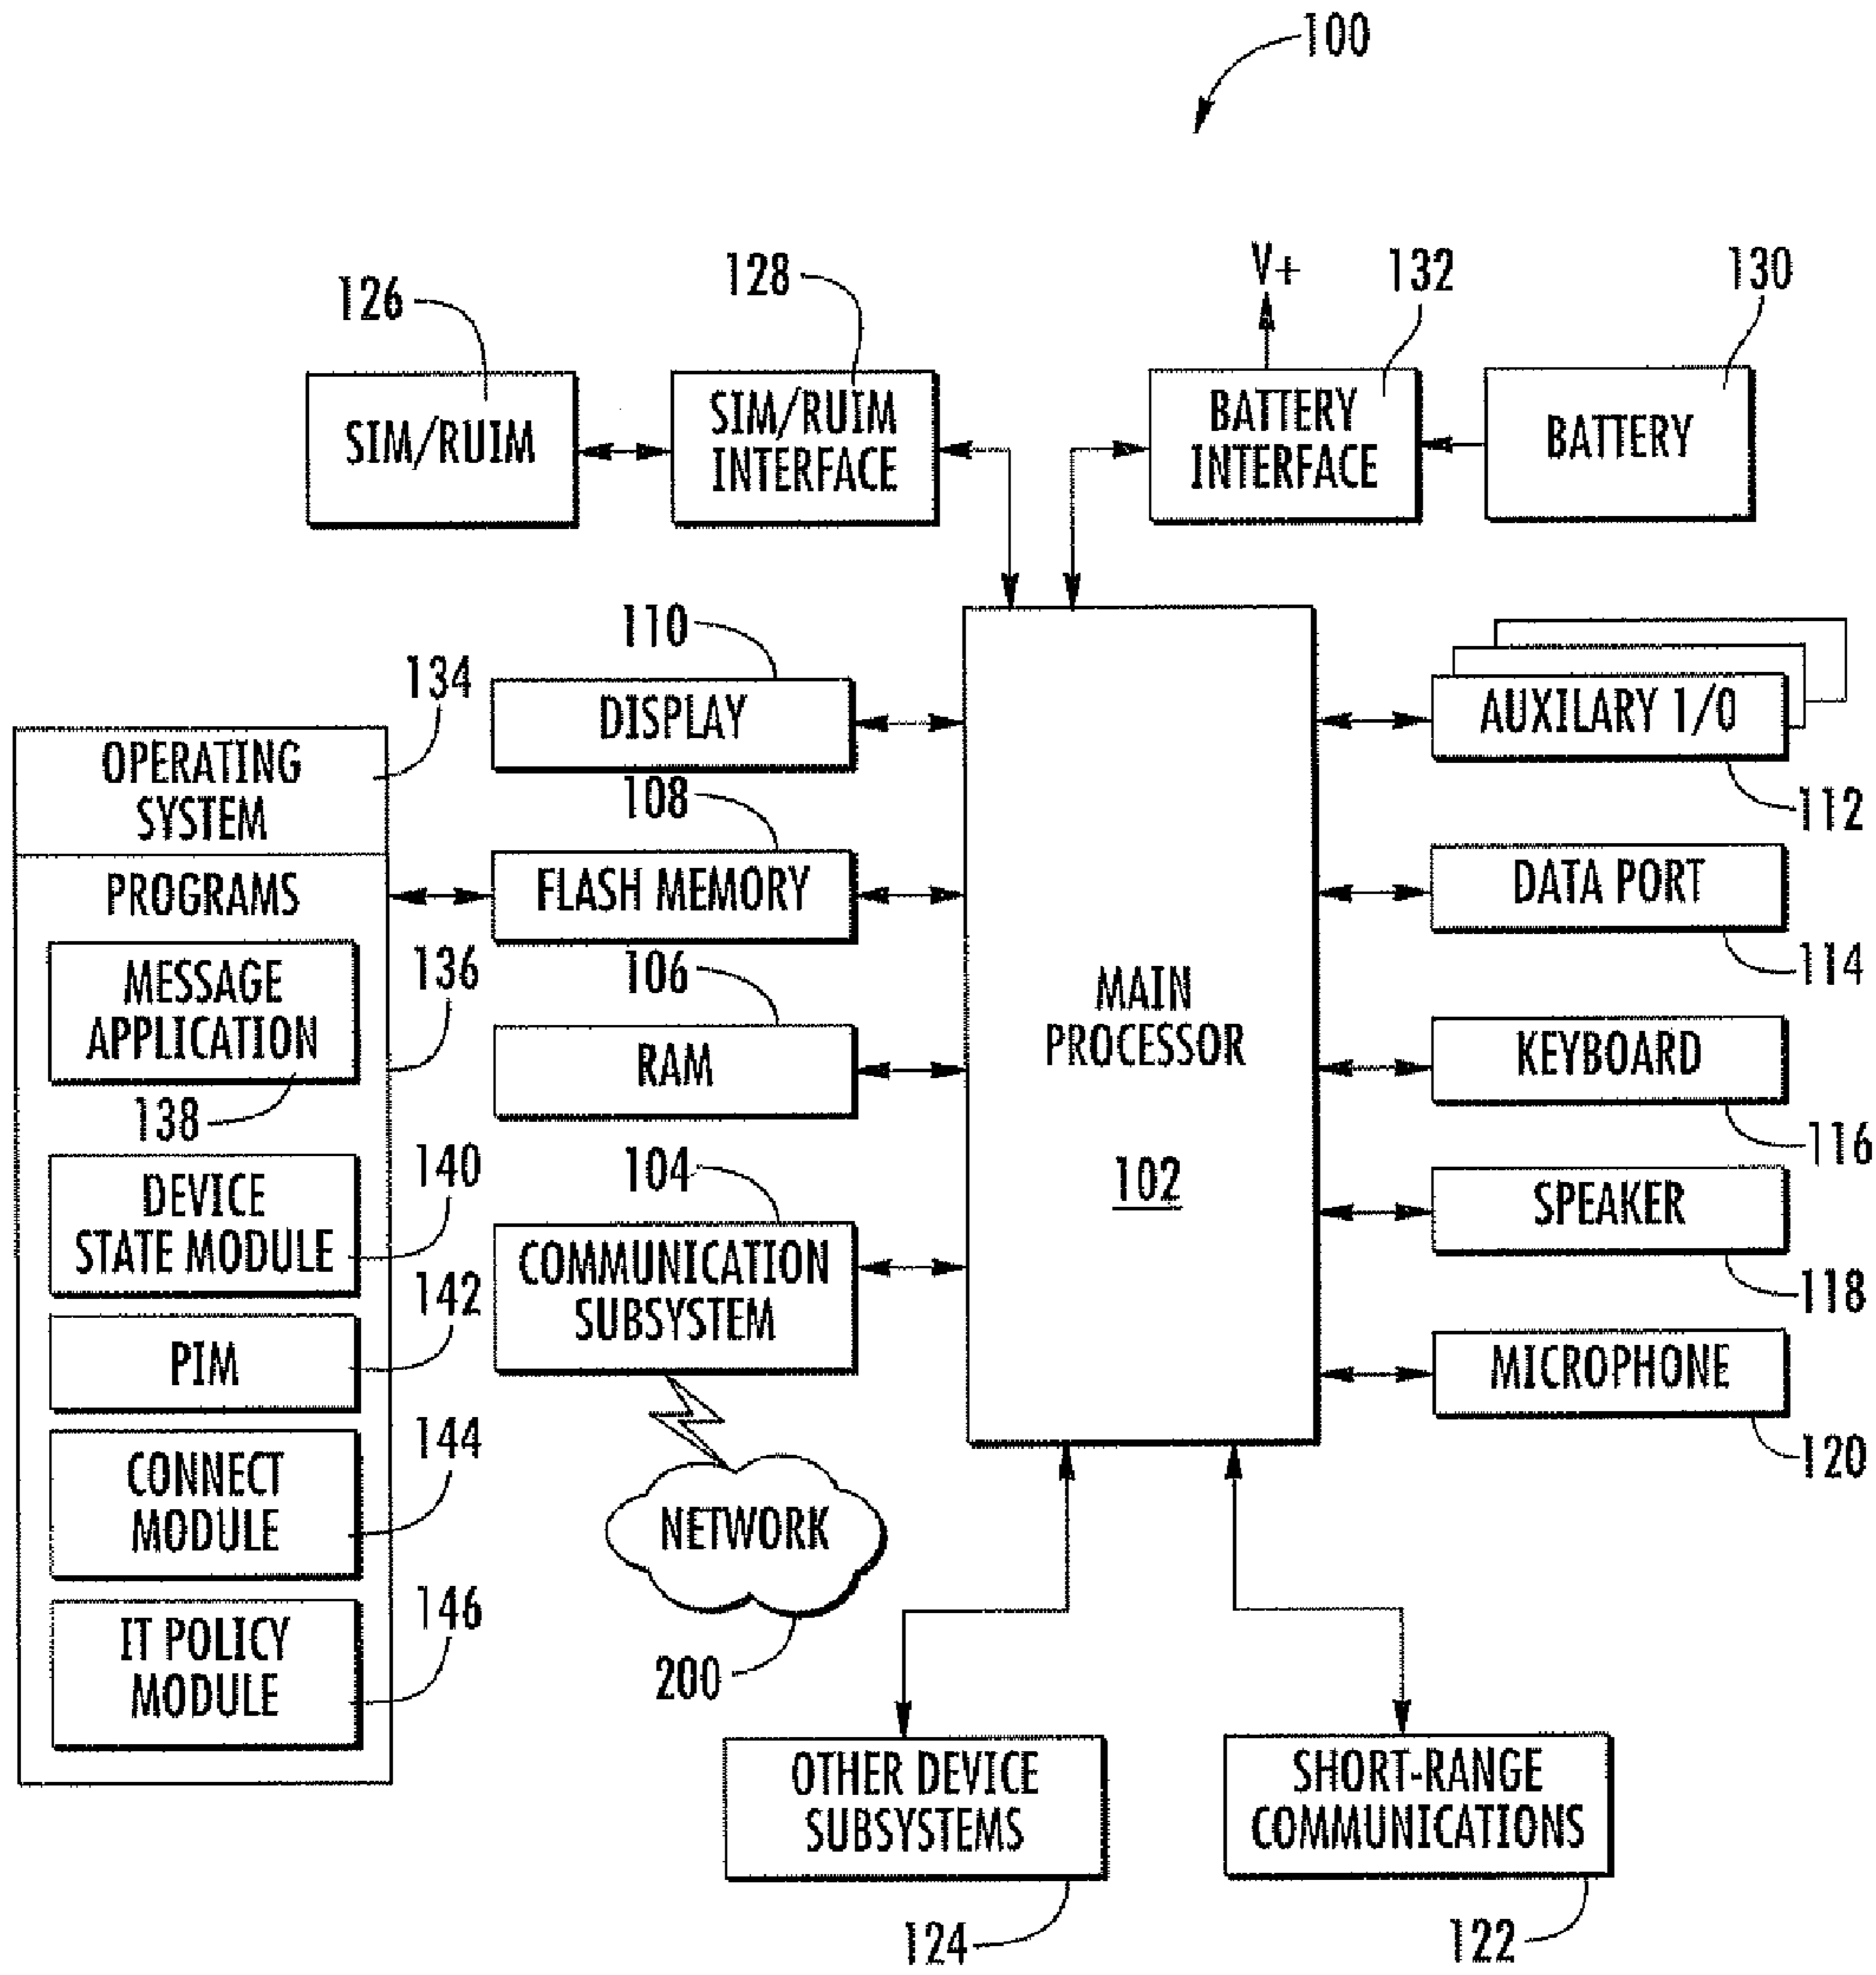 100
V+
132
130
128
126
SIM/RUIM
SIM/RUIM
INTERFACE
BATTERY
INTERFACE
BATTERY
110
DISPLAY
134
OPERATING
SYSTEM
AUXILARY 1/0
112
108
FLASH MEMORY
PROGRAMS
DATA PORT
114
MESSAGE
APPLICATION
138
136
106
RAM
MAIN
PROCESSOR
102
KEYBOARD
116
DEVICE
STATE MODULE
140
104
COMMUNICATION
SUBSYSTEM
SPEAKER
118
PIM
142
MICROPHONE
120
CONNECT
MODULE
144
NETWORK
200
IT POLICY
MODULE
146
OTHER DEVICE
SUBSYSTEMS
124
SHORT-RANGE
COMMUNICATIONS
122